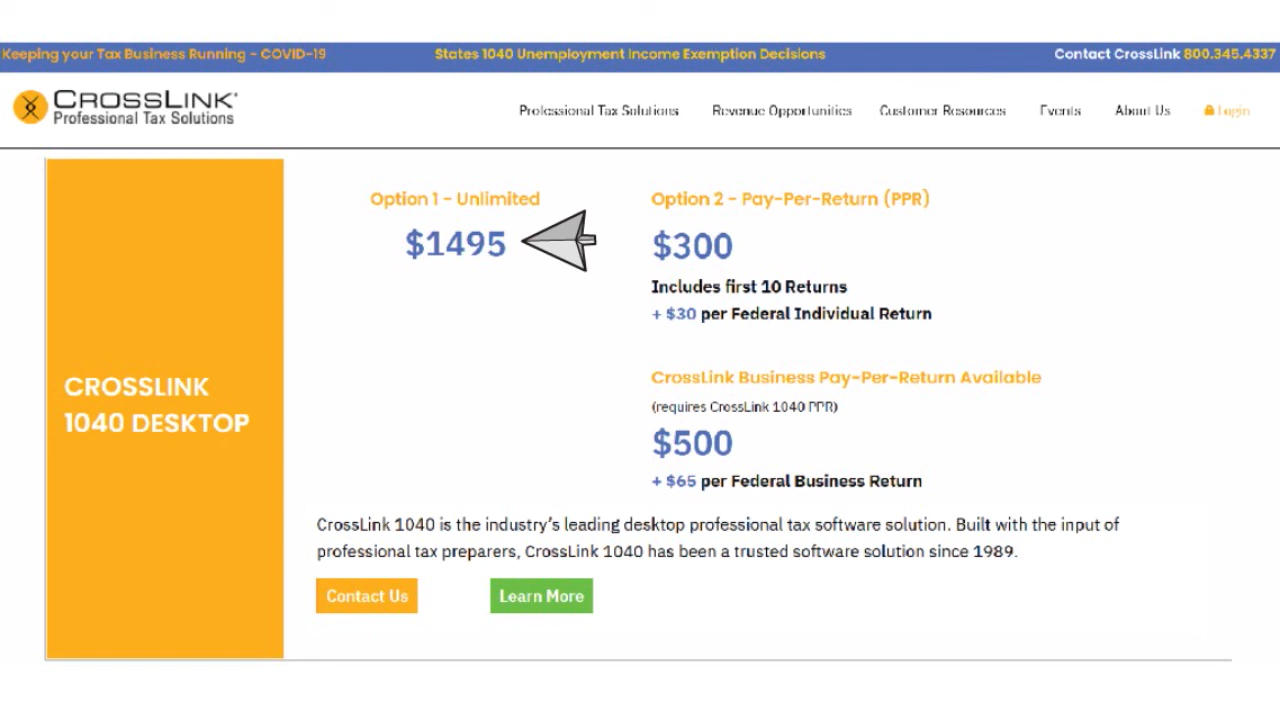 Keeping your Tax Business Running - COVID-19
States 1040 Unemployment Income Exemption Decisions
Contact CrossLink 800.345.4337
CROSSLINK®
Professional Tax Solutions
Professional Tax Solutions
Revenue Opportunities
Customer Resources
Events
About Us
Login
CROSSLINK
1040 DESKTOP
Option 1 - Unlimited
$1495
Option 2 - Pay-Per-Return (PPR)
$300
Includes first 10 Returns
+ $30 per Federal Individual Return
CrossLink Business Pay-Per-Return Available
(requires CrossLink 1040 PPR)
$500
+ $65 per Federal Business Return
CrossLink 1040 is the industry's leading desktop professional tax software solution. Built with the input of
professional tax preparers, CrossLink 1040 has been a trusted software solution since 1989.
Contact Us
Learn More